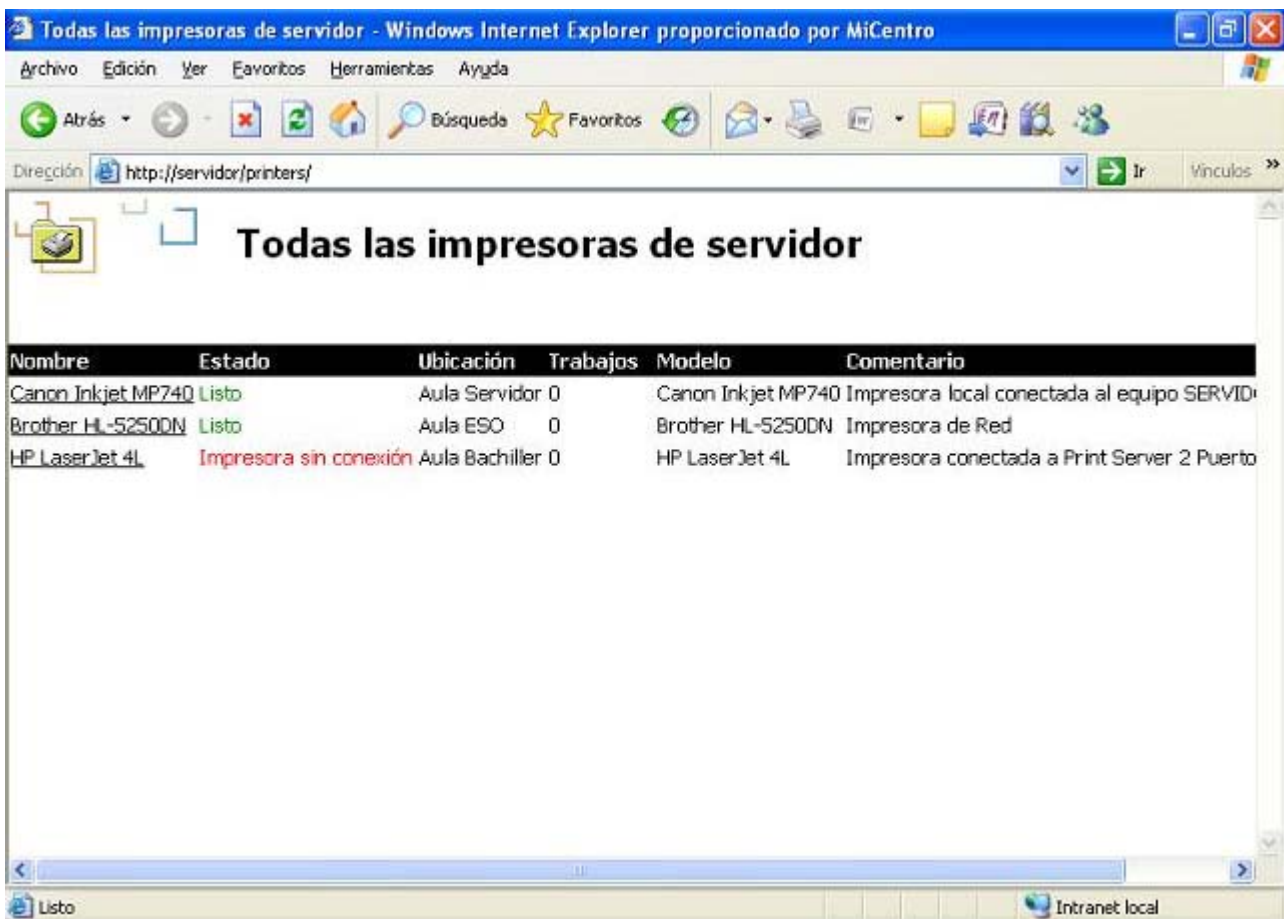 Todas las impresoras de servidor - Windows Internet Explorer proporcionado por MiCentro
Archivo Edición Ver Favoritos Herramientas Ayuda
Atrás Búsqueda Favoritos
Dirección http://servidor/printers/ Ir Vínculos »
Todas las impresoras de servidor
Nombre Estado Ubicación Trabajos Modelo Comentario
Canon Inkjet MP740 Listo Aula Servidor 0 Canon Inkjet MP740 Impresora local conectada al equipo SERVID
Brother HL-5250DN Listo Aula ESO 0 Brother HL-5250DN Impresora de Red
HP LaserJet 4L Impresora sin conexión Aula Bachiller 0 HP LaserJet 4L Impresora conectada a Print Server 2 Puerto
Listo Intranet local